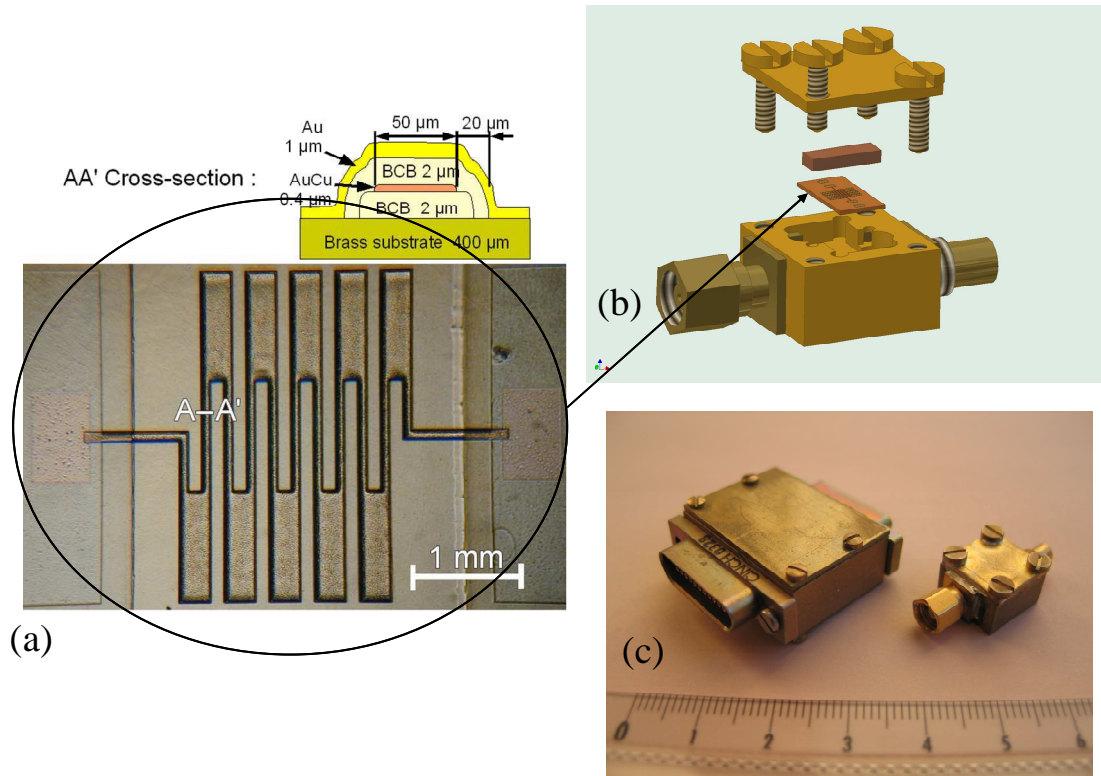 Au
1 µm
50 µm
20 µm
AA' Cross-section :
AuCu
0.4 µm
BCB 2 µm
BCB 2 µm
Brass substrate 400 µm
A–A'
1 mm
(a)
(b)
(c)
CINCH
0 1 2 3 4 5 6